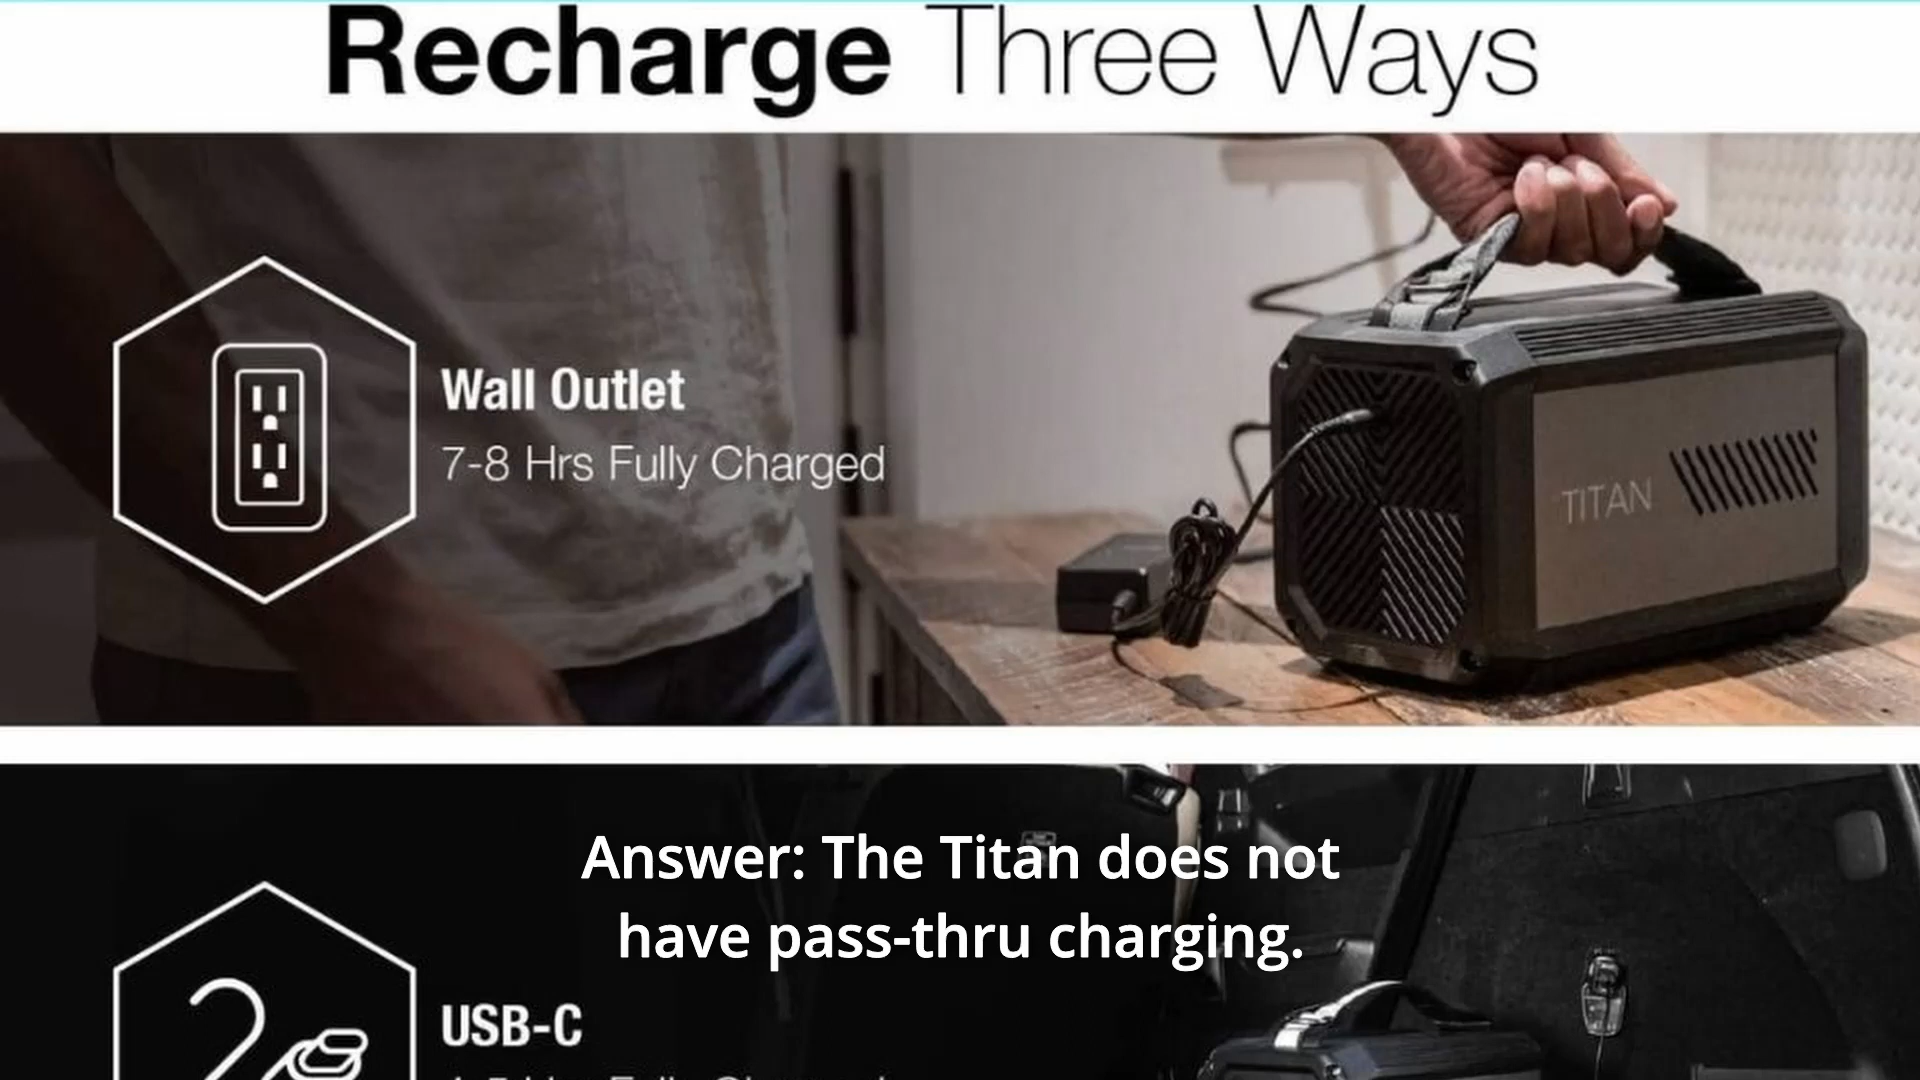 Recharge Three Ways
Wall Outlet
7-8 Hrs Fully Charged
TITAN
Answer: The Titan does not
have pass-thru charging.
2
USB-C